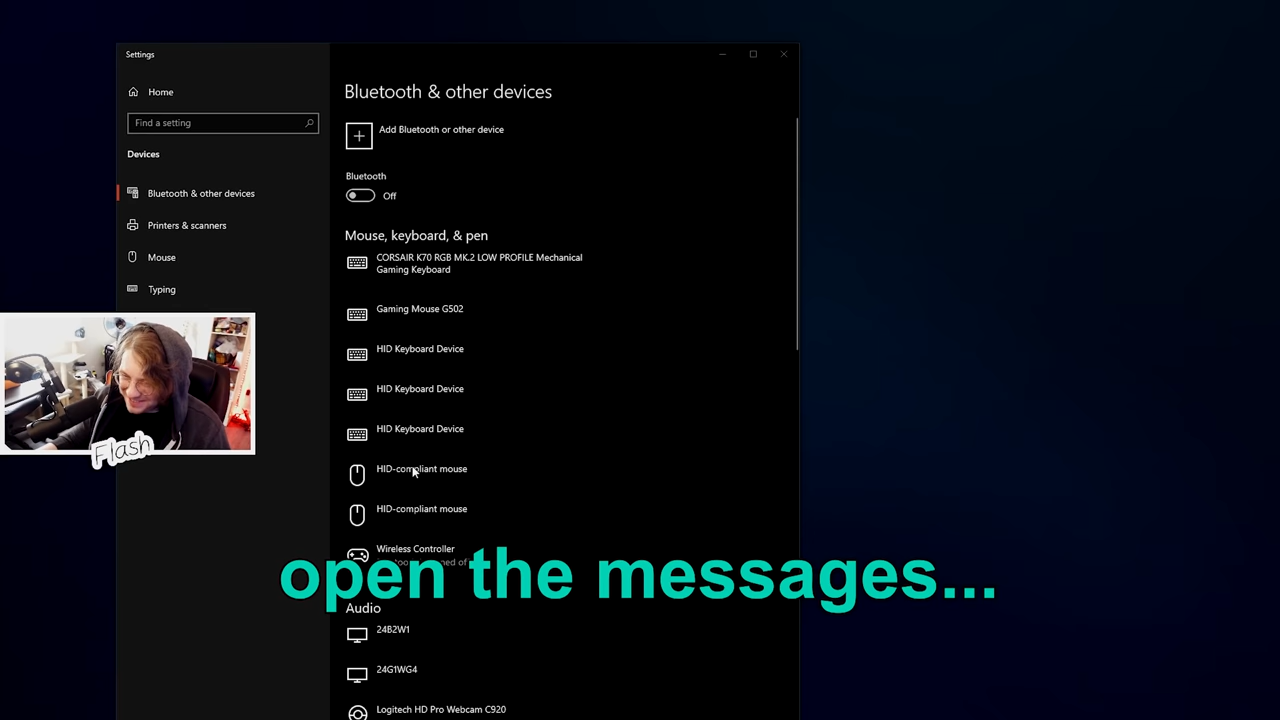 Settings
Home
Find a setting
Devices
Bluetooth & other devices
Printers & scanners
Mouse
Typing
Flash
Bluetooth & other devices
Add Bluetooth or other device
Bluetooth
Off
Mouse, keyboard, & pen
CORSAIR K70 RGB MK.2 LOW PROFILE Mechanical
Gaming Keyboard
Gaming Mouse G502
HID Keyboard Device
HID Keyboard Device
HID Keyboard Device
HID-compliant mouse
HID-compliant mouse
Wireless Controller
open the messages...
Audio
24B2W1
24G1WG4
Logitech HD Pro Webcam C920